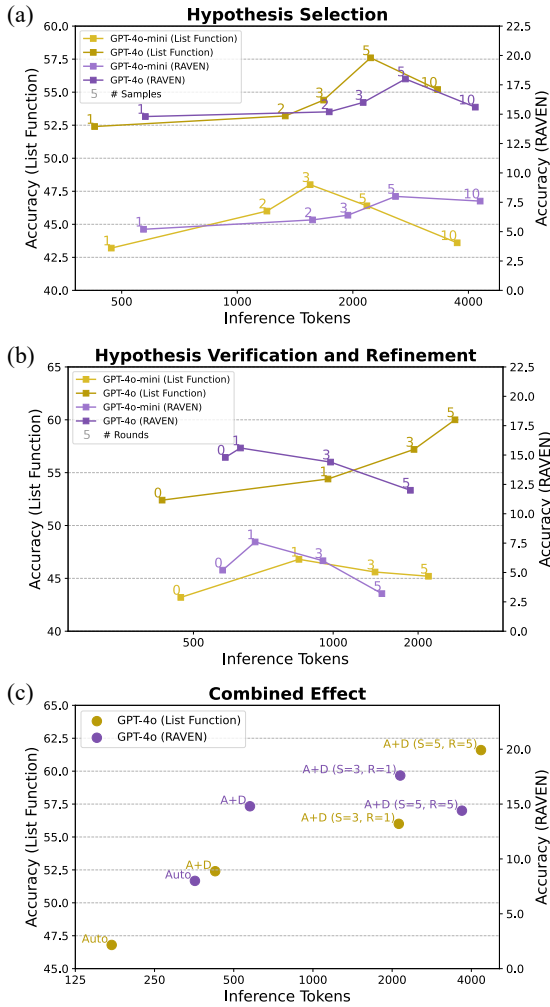 (a)
Hypothesis Selection
GPT-4o-mini (List Function)
GPT-4o (List Function)
GPT-4o-mini (RAVEN)
GPT-4o (RAVEN)
5 # Samples
Accuracy (List Function)
60.0
57.5
55.0
52.5
50.0
47.5
45.0
42.5
40.0
22.5
20.0
17.5
15.0
12.5
10.0
7.5
5.0
2.5
0.0
Accuracy (RAVEN)
1 2 3 5 10
1 2 3 5 10
1 2 3 5 10
1 2 3 5 10
500 1000 2000 4000
Inference Tokens
(b)
Hypothesis Verification and Refinement
GPT-4o-mini (List Function)
GPT-4o (List Function)
GPT-4o-mini (RAVEN)
GPT-4o (RAVEN)
5 # Rounds
Accuracy (List Function)
65
60
55
50
45
40
22.5
20.0
17.5
15.0
12.5
10.0
7.5
5.0
2.5
0.0
Accuracy (RAVEN)
0 1 3 5
0 1 3 5
0 1 3 5
0 1 3 5
500 1000 2000
Inference Tokens
(c)
Combined Effect
GPT-4o (List Function)
GPT-4o (RAVEN)
Accuracy (List Function)
65.0
62.5
60.0
57.5
55.0
52.5
50.0
47.5
45.0
20.0
15.0
10.0
5.0
0.0
Accuracy (RAVEN)
A+D (S=5, R=5)
A+D (S=3, R=1)
A+D
A+D (S=5, R=5)
A+D (S=3, R=1)
A+D
Auto
Auto
125 250 500 1000 2000 4000
Inference Tokens